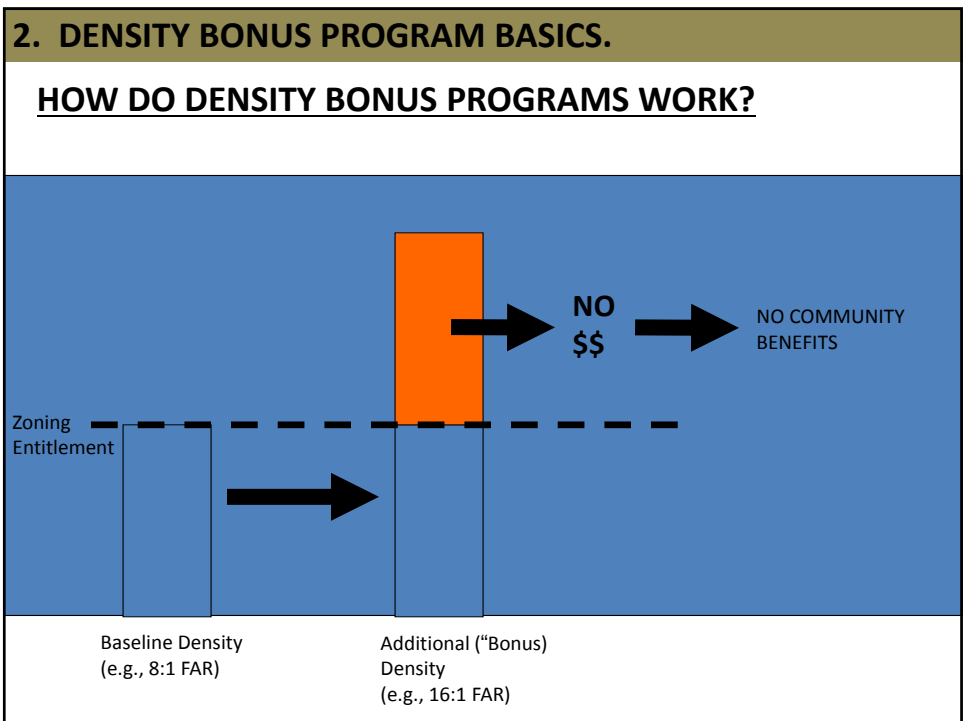 2. DENSITY BONUS PROGRAM BASICS.
HOW DO DENSITY BONUS PROGRAMS WORK?
NO
$$
NO COMMUNITY
BENEFITS
Zoning
Entitlement
Baseline Density
(e.g., 8:1 FAR)
Additional (“Bonus)
Density
(e.g., 16:1 FAR)